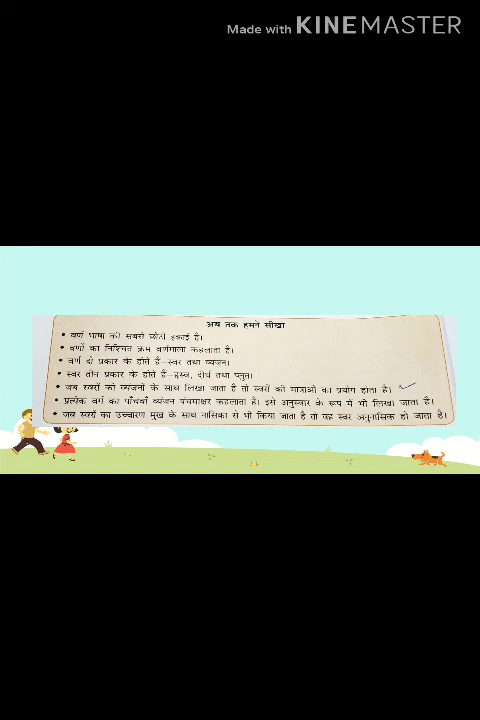 Made with KINEMASTER
अब तक हमने सीखा
• वर्ण भाषा की सबसे छोटी इकाई है।
• वर्णों का निश्चित क्रम वर्णमाला कहलाता है।
• वर्ण दो प्रकार के होते हैं–स्वर तथा व्यंजन।
• स्वर तीन प्रकार के होते हैं–ह्रस्व, दीर्घ तथा प्लुत।
• जब स्वरों को व्यंजनों के साथ लिखा जाता है तो स्वरों की मात्राओं का प्रयोग होता है।
• प्रत्येक वर्ग का पाँचवाँ व्यंजन पंचमाक्षर कहलाता है। इसे अनुस्वार के रूप में भी लिखा जाता है।
• जब स्वरों का उच्चारण मुख के साथ नासिका से भी किया जाता है तो वह स्वर अनुनासिक हो जाता है।